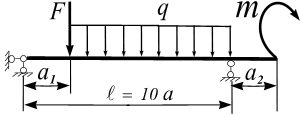 F q m
a₁ a₂
ℓ = 10 a